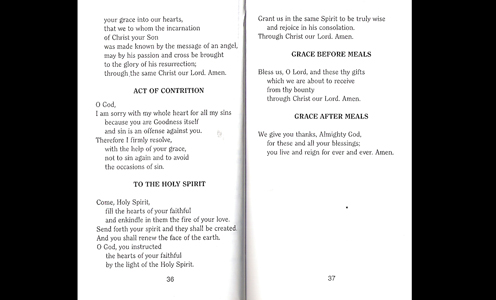 your grace into our hearts,
that we to whom the incarnation
of Christ your Son
was made known by the message of an angel,
may by his passion and cross be brought
to the glory of his resurrection;
through the same Christ our Lord. Amen.
ACT OF CONTRITION
O God,
I am sorry with my whole heart for all my sins
because you are Goodness itself
and sin is an offense against you.
Therefore I firmly resolve,
with the help of your grace,
not to sin again and to avoid
the occasions of sin.
TO THE HOLY SPIRIT
Come, Holy Spirit,
fill the hearts of your faithful
and enkindle in them the fire of your love.
Send forth your spirit and they shall be created.
And you shall renew the face of the earth.
O God, you instructed
the hearts of your faithful
by the light of the Holy Spirit.
36
Grant us in the same Spirit to be truly wise
and rejoice in his consolation.
Through Christ our Lord. Amen.
GRACE BEFORE MEALS
Bless us, O Lord, and these thy gifts
which we are about to receive
from thy bounty
through Christ our Lord. Amen.
GRACE AFTER MEALS
We give you thanks, Almighty God,
for these and all your blessings;
you live and reign for ever and ever. Amen.
37